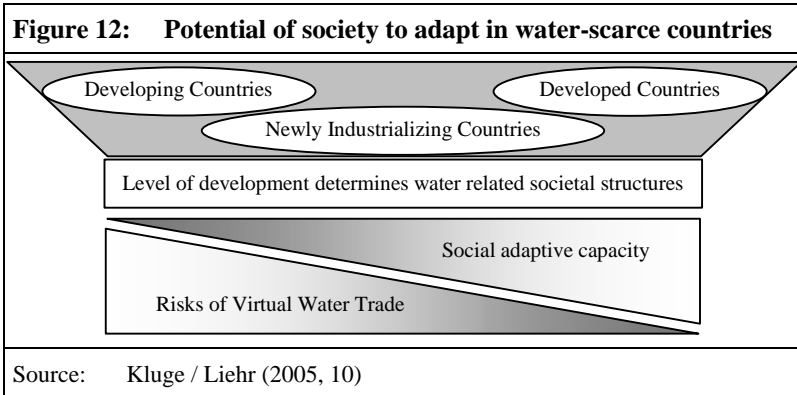 Figure 12: Potential of society to adapt in water-scarce countries
Developing Countries
Developed Countries
Newly Industrializing Countries
Level of development determines water related societal structures
Social adaptive capacity
Risks of Virtual Water Trade
Source: Kluge / Liehr (2005, 10)